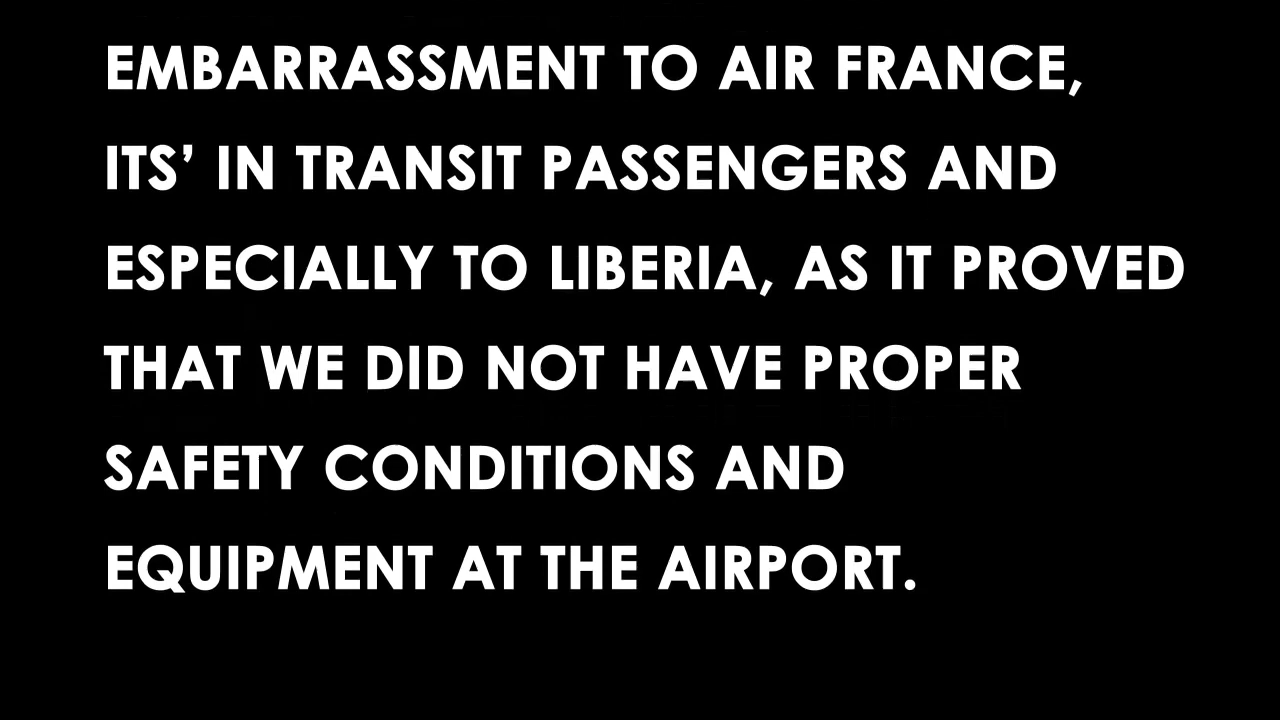 EMBARRASSMENT TO AIR FRANCE,
ITS’ IN TRANSIT PASSENGERS AND
ESPECIALLY TO LIBERIA, AS IT PROVED
THAT WE DID NOT HAVE PROPER
SAFETY CONDITIONS AND
EQUIPMENT AT THE AIRPORT.